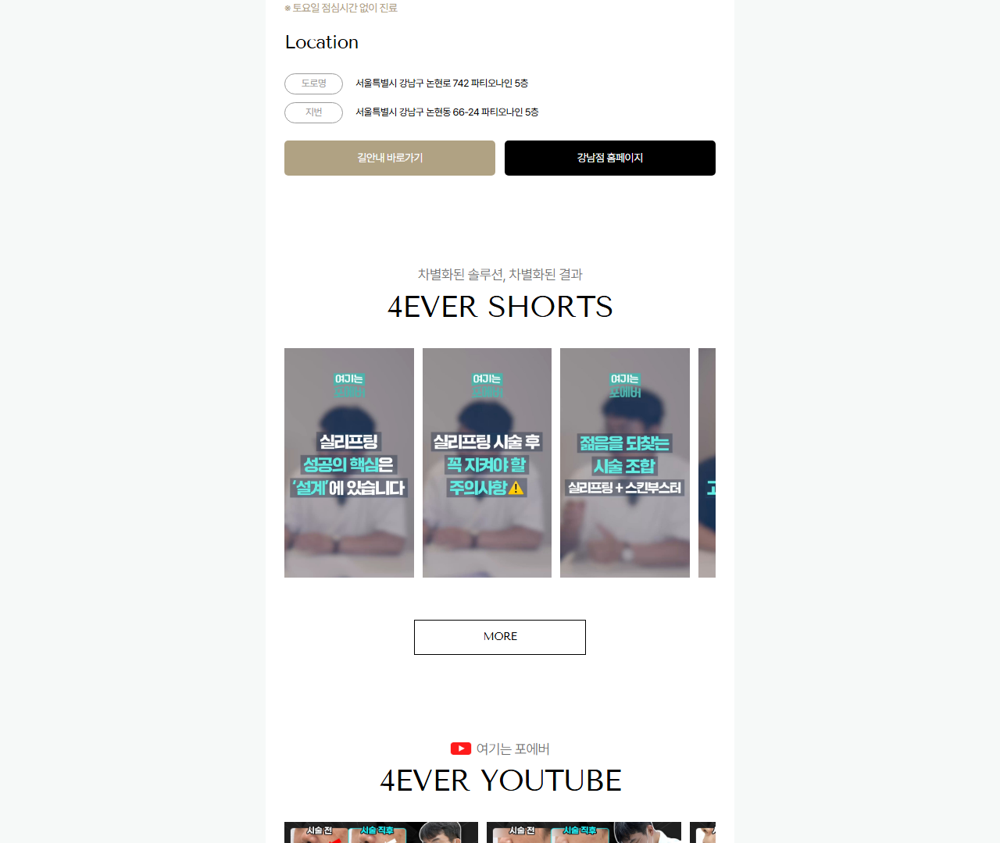 ※ 토요일 점심시간 없이 진료
Location
도로명
서울특별시 강남구 논현로 742 파티오나인 5층
지번
서울특별시 강남구 논현동 66-24 파티오나인 5층
길안내 바로가기
강남점 홈페이지
차별화된 솔루션, 차별화된 결과
4EVER SHORTS
여기는
포에버
실리프팅
성공의 핵심은
'설계'에 있습니다
여기는
포에버
실리프팅 시술 후
꼭 지켜야 할
주의사항
여기는
포에버
젊음을 되찾는
시술 조합
실리프팅 + 스킨부스터
MORE
여기는 포에버
4EVER YOUTUBE
시술 전
시술 직후
시술 전
시술 직후